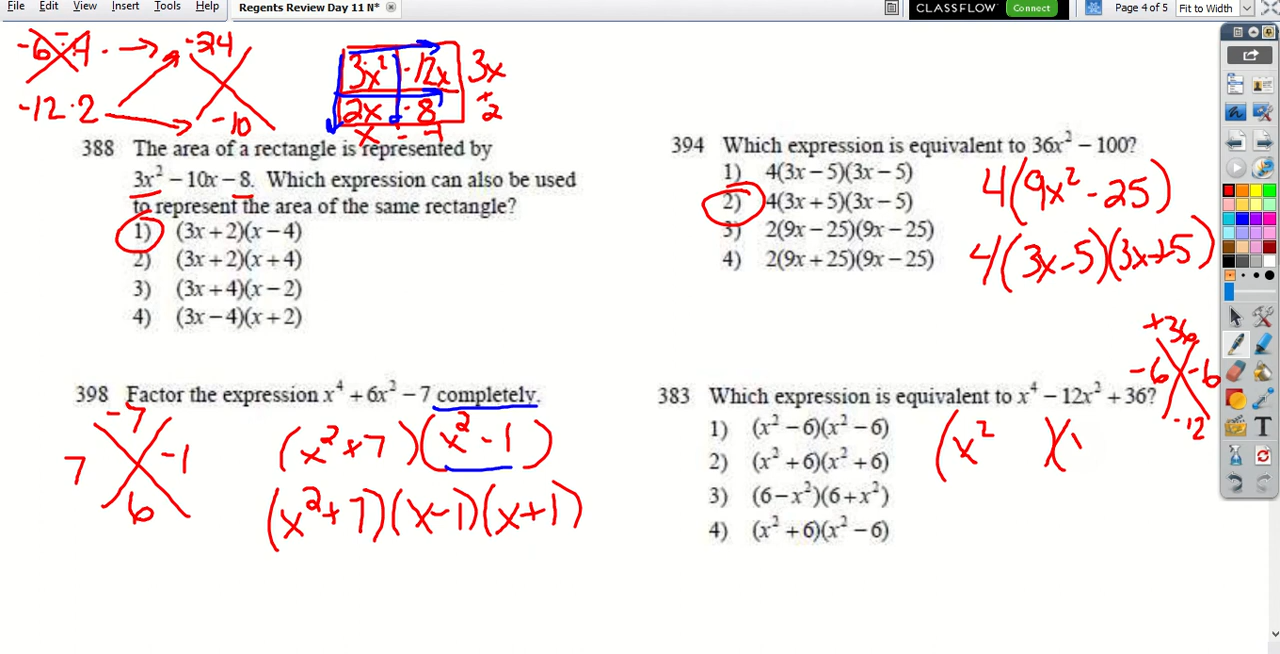 File Edit View Insert Tools Help Regents Review Day 11 N* CLASSFLOW Connect Page 4 of 5 Fit to Width
-24
-12 · 2
-10
3x² -12x 3x
2x -8 + 2
x - 4
388 The area of a rectangle is represented by
3x² − 10x − 8. Which expression can also be used
to represent the area of the same rectangle?
1) (3x + 2)(x − 4)
2) (3x + 2)(x + 4)
3) (3x + 4)(x − 2)
4) (3x − 4)(x + 2)
394 Which expression is equivalent to 36x² − 100?
1) 4(3x − 5)(3x − 5)
2) 4(3x + 5)(3x − 5)
3) 2(9x − 25)(9x − 25)
4) 2(9x + 25)(9x − 25)
4(9x² - 25)
4(3x-5)(3x+5)
398 Factor the expression x⁴ + 6x² − 7 completely.
-7
7 -1
6
(x²+7)(x²-1)
(x²+7)(x-1)(x+1)
383 Which expression is equivalent to x⁴ − 12x² + 36?
1) (x² − 6)(x² − 6)
2) (x² + 6)(x² + 6)
3) (6 − x²)(6 + x²)
4) (x² + 6)(x² − 6)
+36
-6 -6
-12
(x² )(